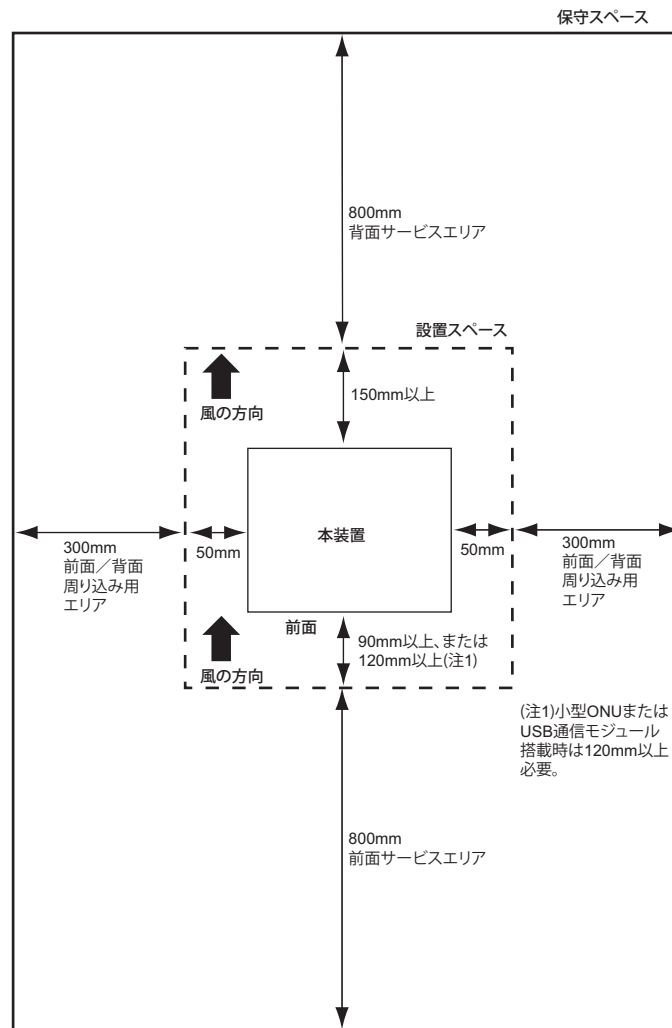 保守スペース
800mm
背面サービスエリア
設置スペース
150mm以上
風の方向
本装置
300mm
前面／背面
周り込み用
エリア
50mm
50mm
300mm
前面／背面
周り込み用
エリア
前面
90mm以上、または
120mm以上(注1)
風の方向
(注1)小型ONUまたは
USB通信モジュール
搭載時は120mm以上
必要。
800mm
前面サービスエリア